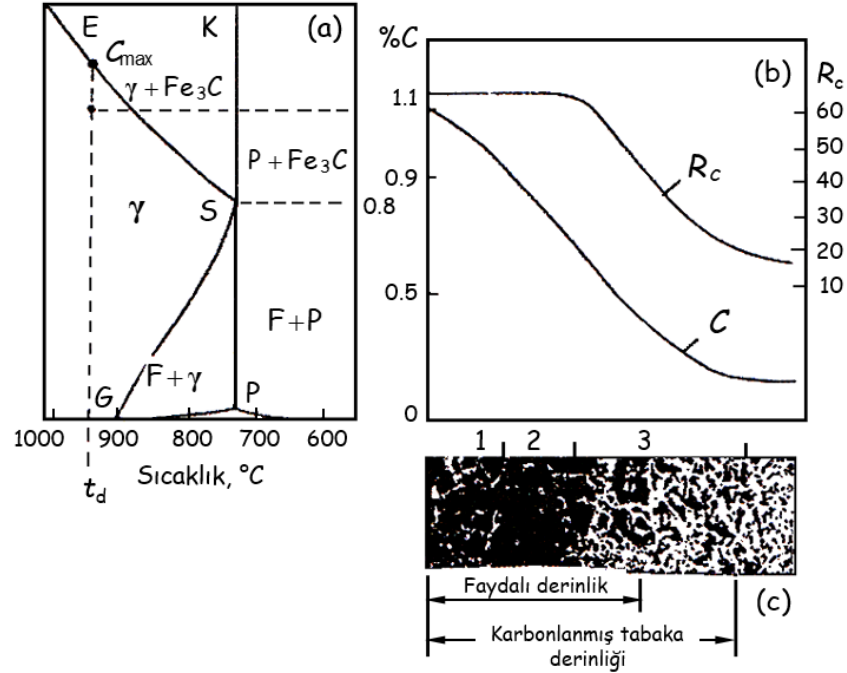 E K (a)
C_max
γ + Fe₃C
P + Fe₃C
γ
S
0.8
F + P
F + γ
G P
1000 900 800 700 600
Sıcaklık, °C
t_d
%C (b) R_c
1.1 60
50
0.9 R_c 40
30
20
0.5 10
C
0
1 2 3
Faydalı derinlik (c)
Karbonlanmış tabaka
derinliği